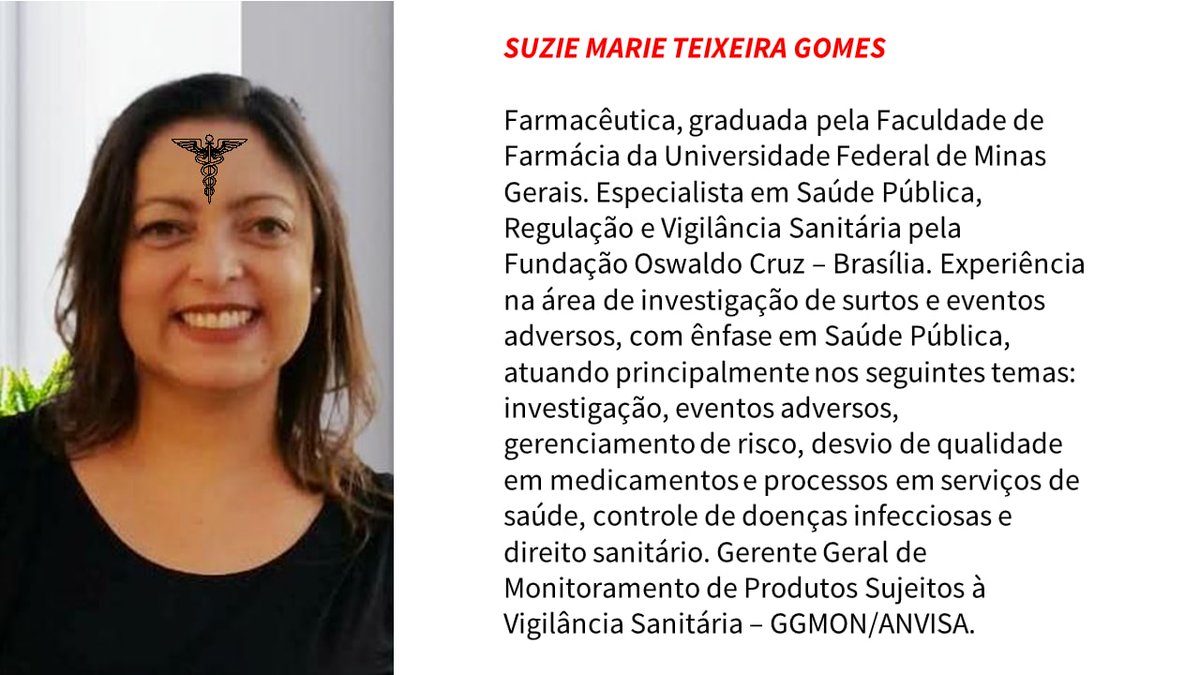 SUZIE MARIE TEIXEIRA GOMES
Farmacêutica, graduada pela Faculdade de
Farmácia da Universidade Federal de Minas
Gerais. Especialista em Saúde Pública,
Regulação e Vigilância Sanitária pela
Fundação Oswaldo Cruz – Brasília. Experiência
na área de investigação de surtos e eventos
adversos, com ênfase em Saúde Pública,
atuando principalmente nos seguintes temas:
investigação, eventos adversos,
gerenciamento de risco, desvio de qualidade
em medicamentos e processos em serviços de
saúde, controle de doenças infecciosas e
direito sanitário. Gerente Geral de
Monitoramento de Produtos Sujeitos à
Vigilância Sanitária – GGMON/ANVISA.